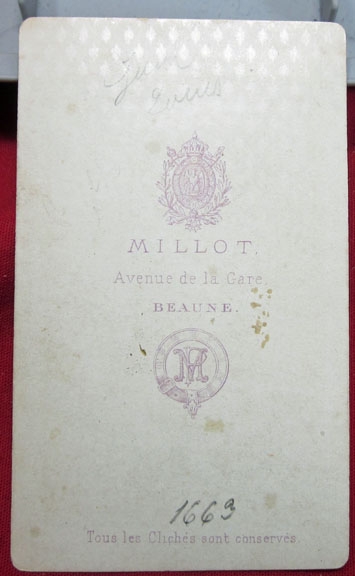 MILLOT.
Avenue de la Gare,
BEAUNE.
1663
Tous les Clichés sont conservés.